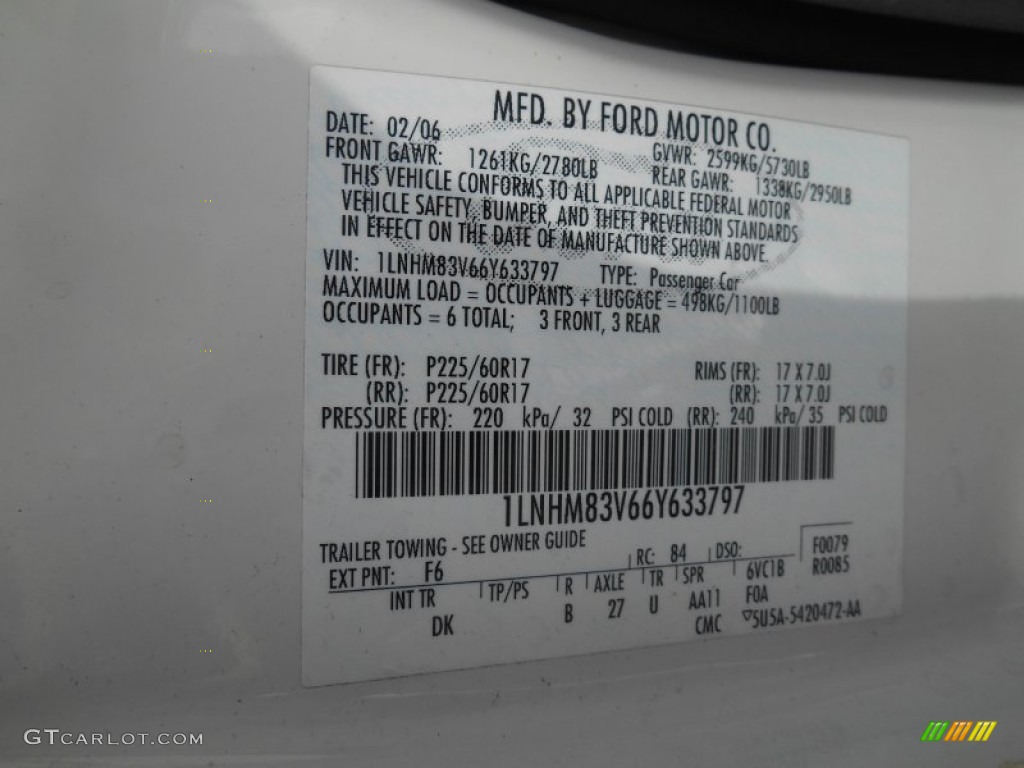 MFD. BY FORD MOTOR CO.
DATE: 02/06 GVWR: 2599KG/5730LB
FRONT GAWR: 1261KG/2780LB REAR GAWR: 1338KG/2950LB
THIS VEHICLE CONFORMS TO ALL APPLICABLE FEDERAL MOTOR
VEHICLE SAFETY, BUMPER, AND THEFT PREVENTION STANDARDS
IN EFFECT ON THE DATE OF MANUFACTURE SHOWN ABOVE.
VIN: 1LNHM83V66Y633797 TYPE: Passenger Car
MAXIMUM LOAD = OCCUPANTS + LUGGAGE = 498KG/1100LB
OCCUPANTS = 6 TOTAL; 3 FRONT, 3 REAR
TIRE (FR): P225/60R17 RIMS (FR): 17 X 7.0J
(RR): P225/60R17 (RR): 17 X 7.0J
PRESSURE (FR): 220 kPa/ 32 PSI COLD (RR): 240 kPa/ 35 PSI COLD
1LNHM83V66Y633797
TRAILER TOWING - SEE OWNER GUIDE
EXT PNT: F6 RC: 84 DSO: F0079
INT TR TP/PS R AXLE TR SPR 6VC1B R0085
DK B 27 U AA11 F0A
CMC 5U5A-5420472-AA
GTCARLOT.COM